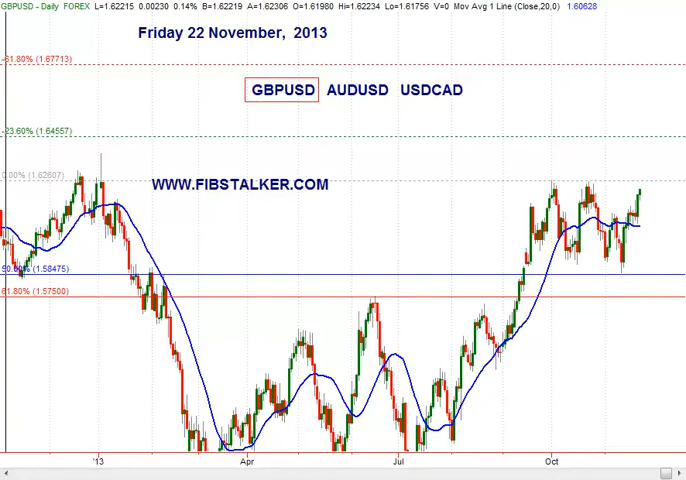 GBPUSD - Daily FOREX L=1.62215 0.00230 0.14% B=1.62219 A=1.62306 O=1.61980 Hi=1.62234 Lo=1.61756 V=0 Mov Avg 1 Line (Close,20,0) 1.60628
Friday 22 November, 2013
-61.80% (1.67713)
GBPUSD AUDUSD USDCAD
-23.60% (1.64557)
0.00% (1.62607)
WWW.FIBSTALKER.COM
50.00% (1.58475)
61.80% (1.57500)
'13 Apr Jul Oct